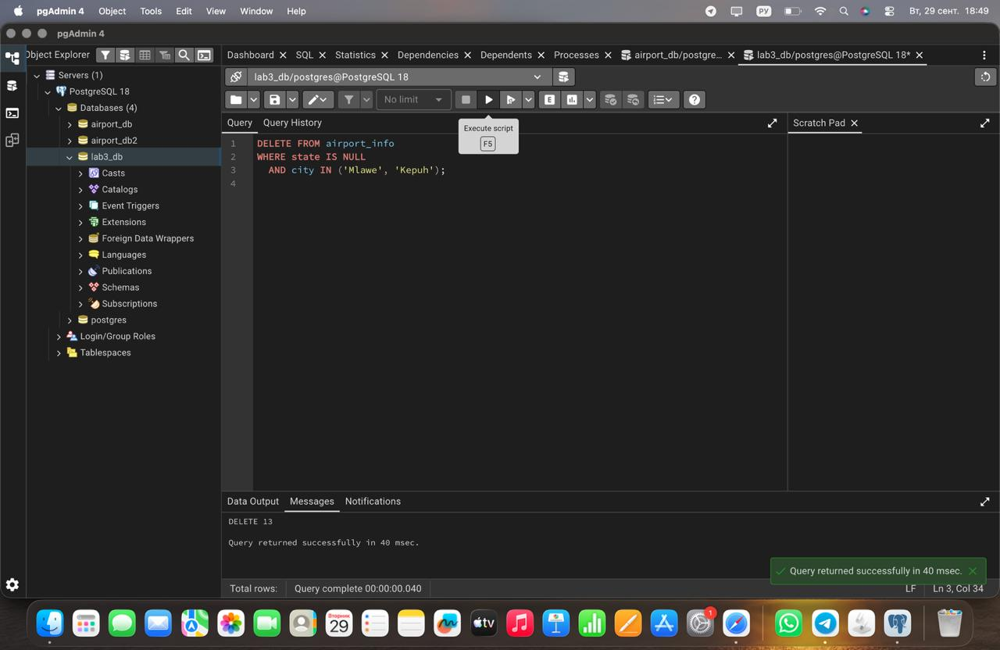 pgAdmin 4 Object Tools Edit View Window Help РУ Вт, 29 сент. 18:49
pgAdmin 4
Object Explorer
Dashboard SQL Statistics Dependencies Dependents Processes airport_db/postgre... lab3_db/postgres@PostgreSQL 18*
Servers (1)
PostgreSQL 18
Databases (4)
airport_db
airport_db2
lab3_db
Casts
Catalogs
Event Triggers
Extensions
Foreign Data Wrappers
Languages
Publications
Schemas
Subscriptions
postgres
Login/Group Roles
Tablespaces
lab3_db/postgres@PostgreSQL 18
No limit
E
Query Query History
Execute script
F5
Scratch Pad
1 DELETE FROM airport_info
2 WHERE state IS NULL
3 AND city IN ('Mlawe', 'Kepuh');
4
Data Output Messages Notifications
DELETE 13
Query returned successfully in 40 msec.
Query returned successfully in 40 msec.
Total rows: Query complete 00:00:00.040 LF Ln 3, Col 34
Вторник
29
tv
1